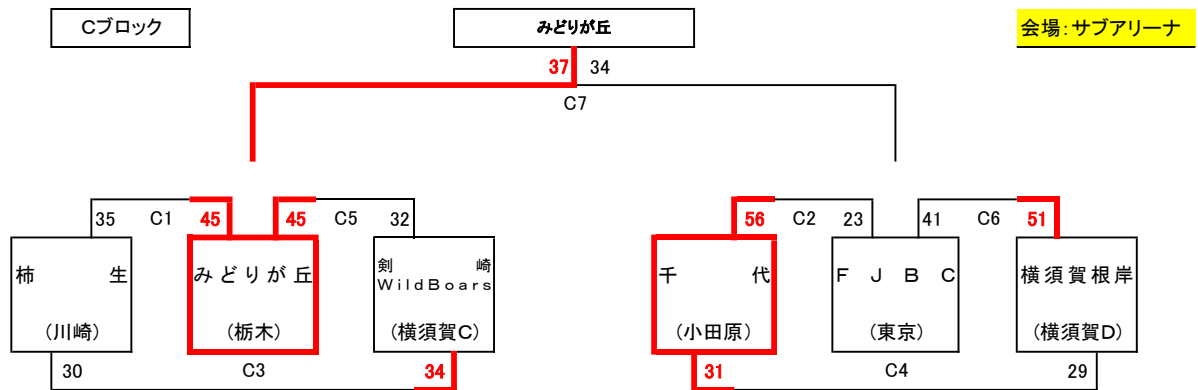 Cブロック
みどりが丘
会場：サブアリーナ
37 34
C7
35 C1 45 45 C5 32 56 C2 23 41 C6 51
柿生 みどりが丘 剣崎 千代 FJBC 横須賀根岸
WildBoars
(川崎) (栃木) (横須賀C) (小田原) (東京) (横須賀D)
30 C3 34 31 C4 29